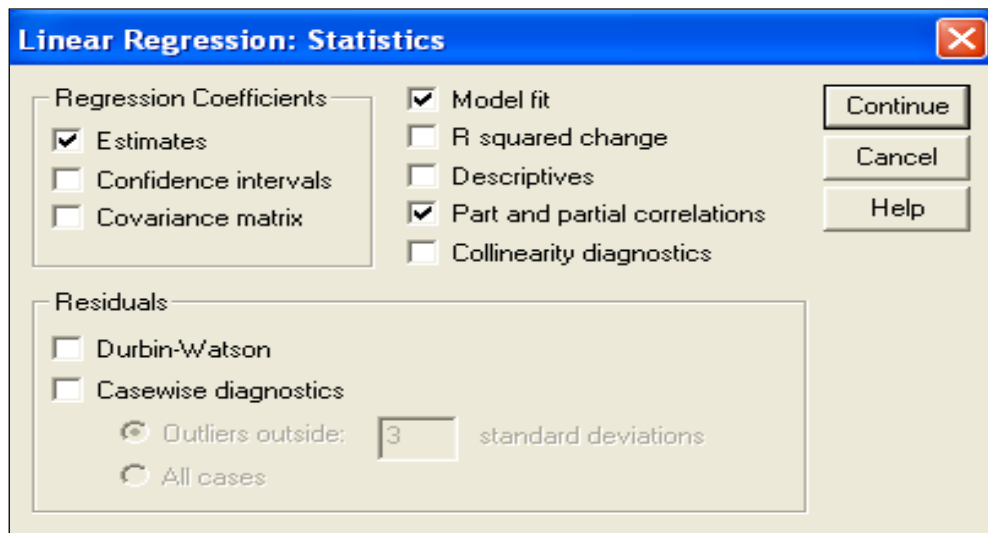 Linear Regression: Statistics
Regression Coefficients
Estimates
Confidence intervals
Covariance matrix
Model fit
R squared change
Descriptives
Part and partial correlations
Collinearity diagnostics
Continue
Cancel
Help
Residuals
Durbin-Watson
Casewise diagnostics
Outliers outside: 3 standard deviations
All cases